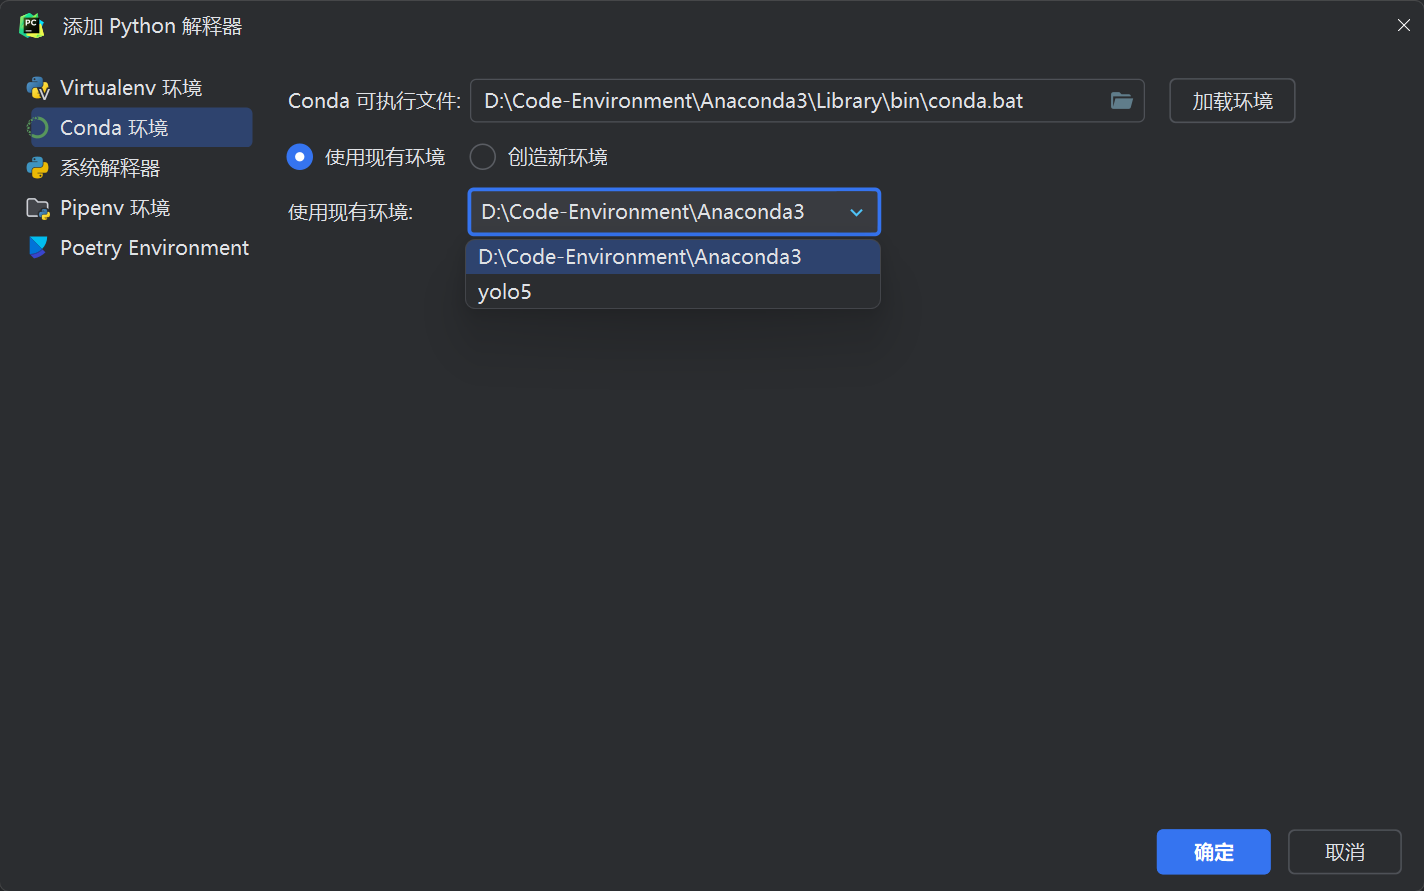 PC
添加 Python 解释器
Virtualenv 环境
Conda 环境
系统解释器
Pipenv 环境
Poetry Environment
Conda 可执行文件: D:\Code-Environment\Anaconda3\Library\bin\conda.bat 加载环境
使用现有环境 创造新环境
使用现有环境: D:\Code-Environment\Anaconda3
D:\Code-Environment\Anaconda3
yolo5
确定 取消